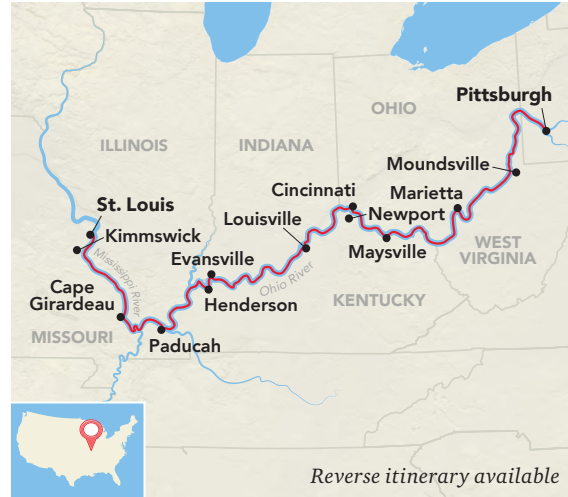 OHIO
Pittsburgh
ILLINOIS
INDIANA
Moundsville
Cincinnati
Marietta
St. Louis
Louisville
Newport
Kimmswick
Maysville
WEST
VIRGINIA
Mississippi River
Evansville
Ohio River
Cape
Girardeau
Henderson
KENTUCKY
MISSOURI
Paducah
Reverse itinerary available